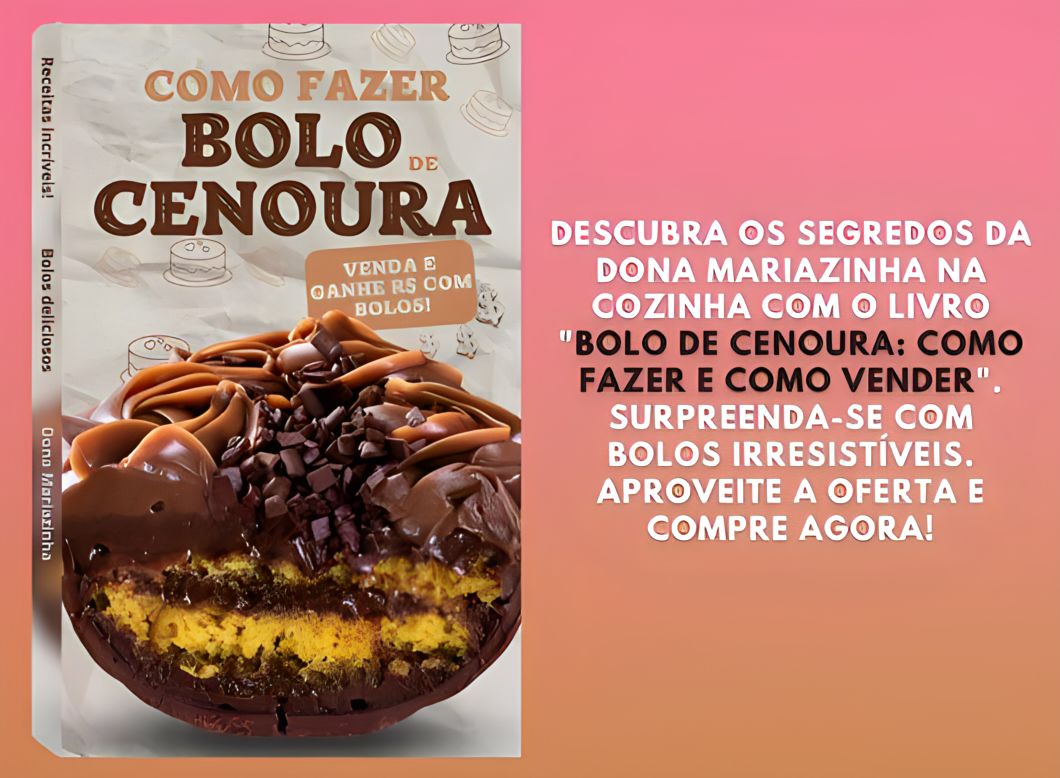 COMO FAZER
BOLO DE
CENOURA
VENDA E
GANHE R$ COM
BOLOS!
Receitas incríveis! Bolos deliciosos Dona Mariazinha
DESCUBRA OS SEGREDOS DA
DONA MARIAZINHA NA
COZINHA COM O LIVRO
"BOLO DE CENOURA: COMO
FAZER E COMO VENDER".
SURPREENDA-SE COM
BOLOS IRRESISTÍVEIS.
APROVEITE A OFERTA E
COMPRE AGORA!